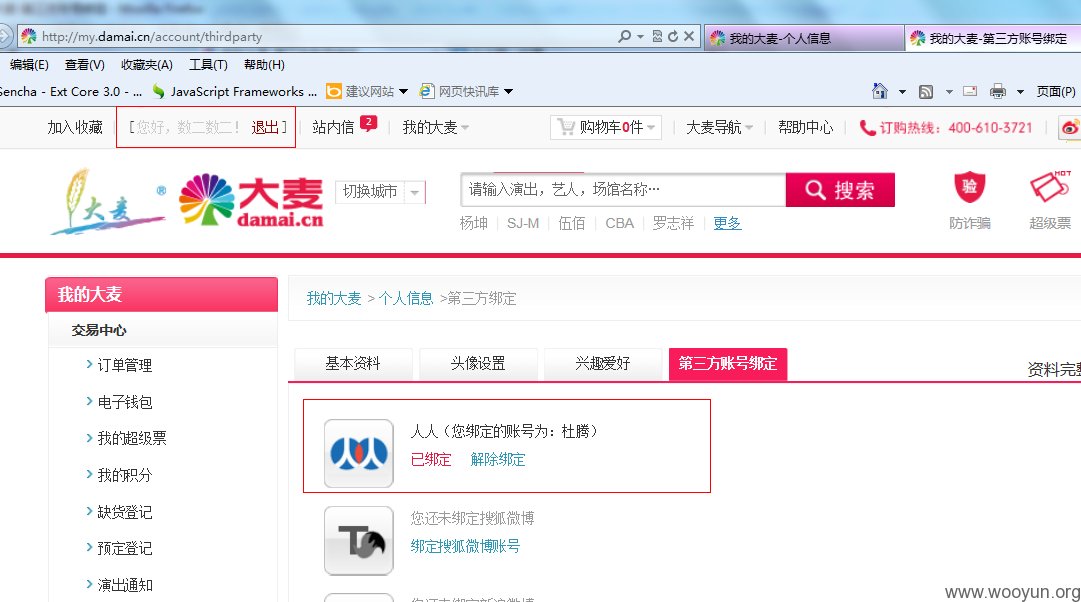 http://my.damai.cn/account/thirdparty
我的大麦-个人信息
我的大麦-第三方账号绑定
编辑(E) 查看(V) 收藏夹(A) 工具(T) 帮助(H)
Sencha - Ext Core 3.0 - ... JavaScript Frameworks ... 建议网站 网页快讯库 页面(P)
加入收藏 [您好，数二数二！ 退出] 站内信 2 我的大麦 购物车0件 大麦导航 帮助中心 订购热线：400-610-3721
大麦 ® 大麦 damai.cn 切换城市 请输入演出，艺人，场馆名称… 搜索 验 HOT
杨坤 SJ-M 伍佰 CBA 罗志祥 更多 防诈骗 超级票
我的大麦
我的大麦 > 个人信息 >第三方绑定
交易中心
订单管理
电子钱包
我的超级票
我的积分
缺货登记
预定登记
演出通知
基本资料 头像设置 兴趣爱好 第三方账号绑定 资料完整
人人（您绑定的账号为：杜腾）
已绑定 解除绑定
您还未绑定搜狐微博
绑定搜狐微博账号
您还未绑定新浪微博
www.wooyun.org